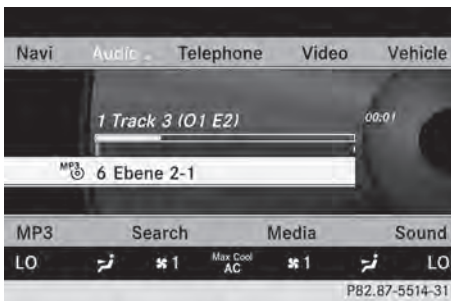 Navi Audio Telephone Video Vehicle
1 Track 3 (O1 E2) 00:01
MP3 6 Ebene 2-1
MP3 Search Media Sound
LO 1 Max Cool AC 1 LO
P82.87-5514-31